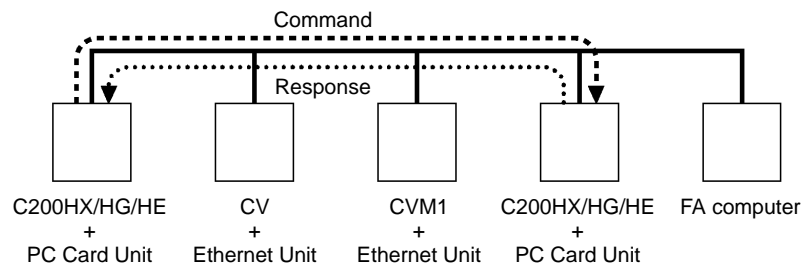 Command
Response
C200HX/HG/HE
+
PC Card Unit
CV
+
Ethernet Unit
CVM1
+
Ethernet Unit
C200HX/HG/HE
+
PC Card Unit
FA computer